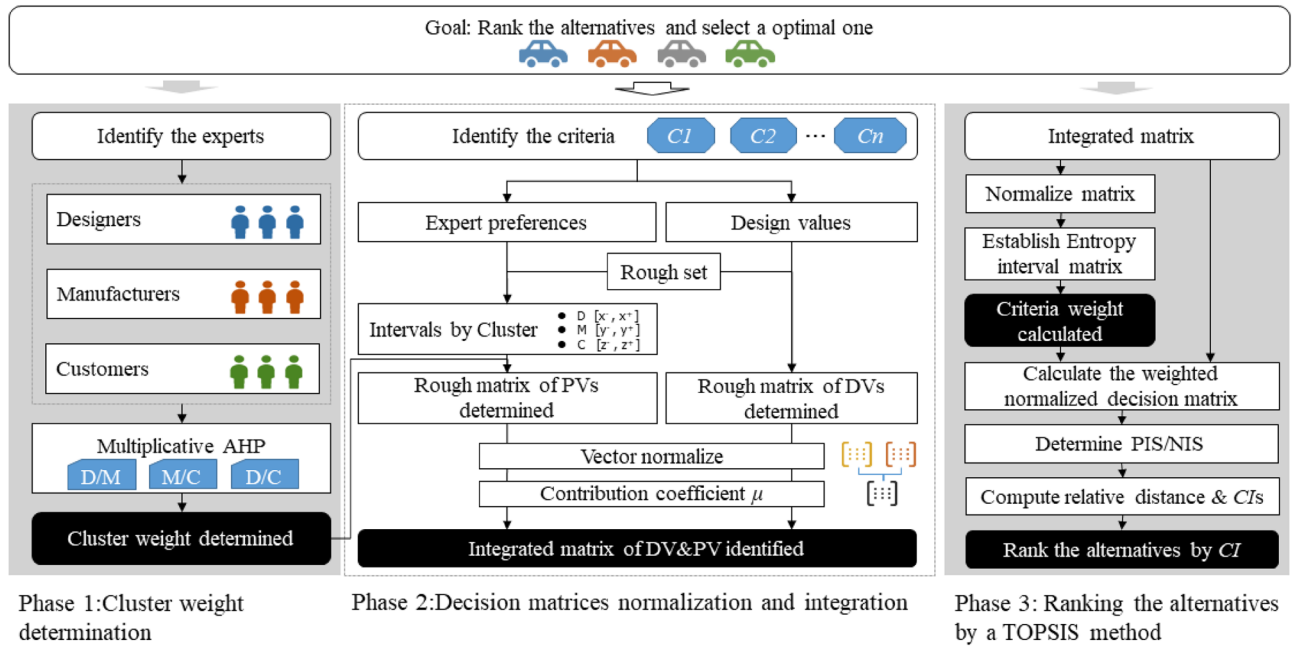 Goal: Rank the alternatives and select a optimal one
Identify the experts
Designers
Manufacturers
Customers
Multiplicative AHP
D/M
M/C
D/C
Cluster weight determined
Phase 1:Cluster weight
determination
Identify the criteria
C1
C2
...
Cn
Expert preferences
Design values
Rough set
Intervals by Cluster
● D [x⁻, x⁺]
● M [y⁻, y⁺]
● C [z⁻, z⁺]
Rough matrix of PVs
determined
Rough matrix of DVs
determined
Vector normalize
Contribution coefficient μ
Integrated matrix of DV&PV identified
Phase 2:Decision matrices normalization and integration
Integrated matrix
Normalize matrix
Establish Entropy
interval matrix
Criteria weight
calculated
Calculate the weighted
normalized decision matrix
Determine PIS/NIS
Compute relative distance & CIs
Rank the alternatives by CI
Phase 3: Ranking the alternatives
by a TOPSIS method